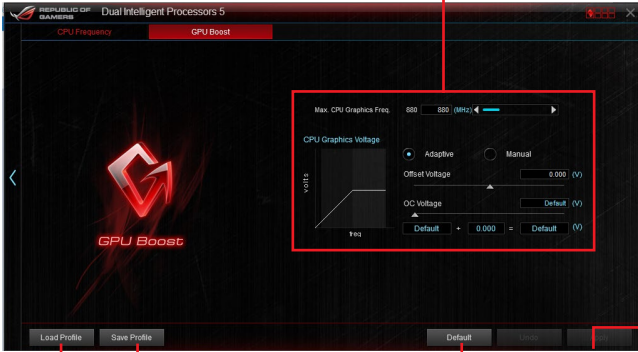 REPUBLIC OF
GAMERS
Dual Intelligent Processors 5
CPU Frequency
GPU Boost
Max. CPU Graphics Freq. 880 880 (MHz)
CPU Graphics Voltage
Adaptive Manual
Offset Voltage 0.000 (V)
volts
OC Voltage Default (V)
Default + 0.000 = Default (V)
freq
GPU Boost
Load Profile Save Profile Default Undo